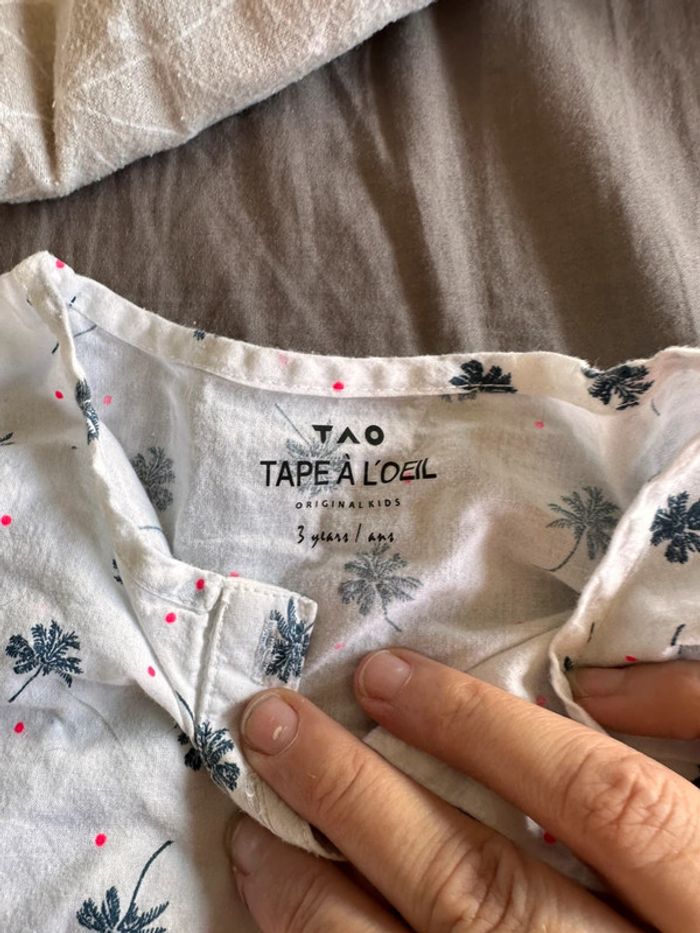 TAO
TAPE À L'OEIL
ORIGINAL KIDS
3 years / ans